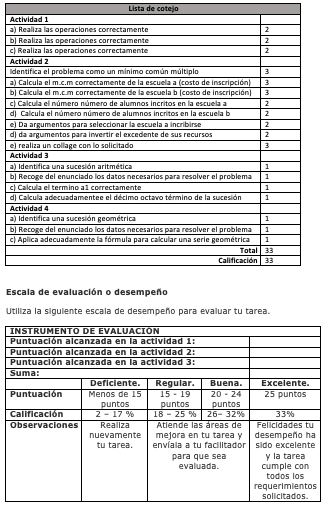 Lista de cotejo
Actividad 1
a) Realiza las operaciones correctamente 2
b) Realiza las operaciones correctamente 2
c) Realiza las operaciones correctamente 2
Actividad 2
Identifica el problema como un mínimo común múltiplo 3
a) Calcula el m.c.m correctamente de la escuela a (costo de inscripción) 3
b) Calcula el m.c.m correctamente de la escuela b (costo de inscripción) 3
c) Calcula el número número de alumnos incritos en la escuela a 2
d) Calcula el número número de alumnos incritos en la escuela b 2
e) Da argumentos para seleccionar la escuela a incribirse 2
d) da argumentos para invertir el excedente de sus recursos 2
e) realiza un collage con lo solicitado 3
Actividad 3
a) Identifica una sucesión aritmética 1
b) Recoge del enunciado los datos necesarios para resolver el problema 1
c) Calcula el termino a1 correctamente 1
d) Calcula adecuadamentee el décimo octavo término de la sucesión 1
Actividad 4
a) Identifica una sucesión geométrica 1
b) Recoge del enunciado los datos necesarios para resolver el problema 1
c) Aplica adecuadamente la fórmula para calcular una serie geométrica 1
Total 33
Calificación 33
Escala de evaluación o desempeño
Utiliza la siguiente escala de desempeño para evaluar tu tarea.
INSTRUMENTO DE EVALUACIÓN
Puntuación alcanzada en la actividad 1:
Puntuación alcanzada en la actividad 2:
Puntuación alcanzada en la actividad 3:
Suma:
Deficiente. Regular. Buena. Excelente.
Puntuación Menos de 15 puntos 15 - 19 puntos 20 - 24 puntos 25 puntos
Calificación 2 – 17 % 18 – 25 % 26– 32% 33%
Observaciones Realiza nuevamente tu tarea. Atiende las áreas de mejora en tu tarea y envíala a tu facilitador para que sea evaluada. Felicidades tu desempeño ha sido excelente y la tarea cumple con todos los requerimientos solicitados.